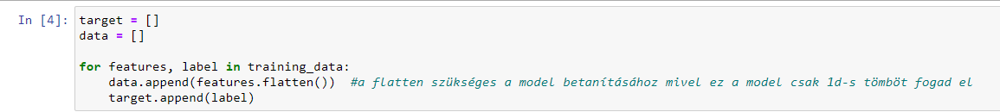 In [4]: target = []
data = []

for features, label in training_data:
    data.append(features.flatten())  #a flatten szükséges a model betanításához mivel ez a model csak 1d-s tömböt fogad el
    target.append(label)